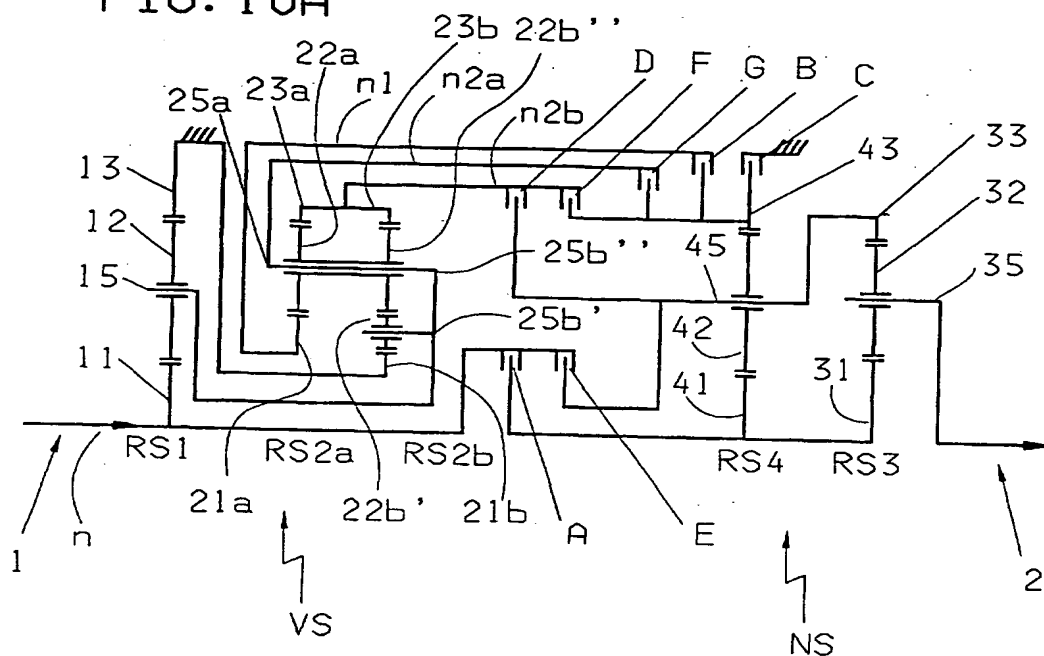 FIG. 10A
23b 22b''
22a
D F G B C
23a n1 n2a
25a
n2b
13
43
33
12
32
15
45
25b''
35
25b'
42
11
41
31
RS1 RS2a RS2b RS4 RS3
n
21a 22b' 21b A E
1
2
VS
NS